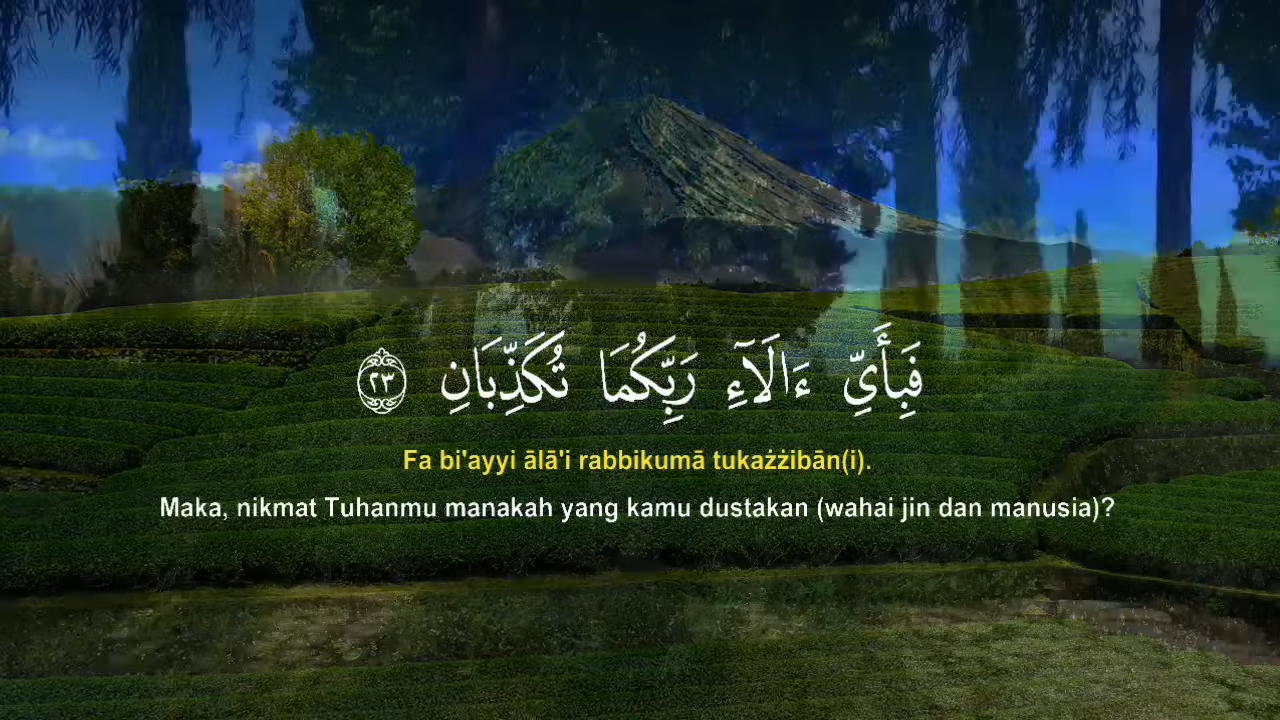 فَبِأَيِّ ءَالَآءِ رَبِّكُمَا تُكَذِّبَانِ ٢٣
Fa bi'ayyi ālā'i rabbikumā tukażżibān(i).
Maka, nikmat Tuhanmu manakah yang kamu dustakan (wahai jin dan manusia)?